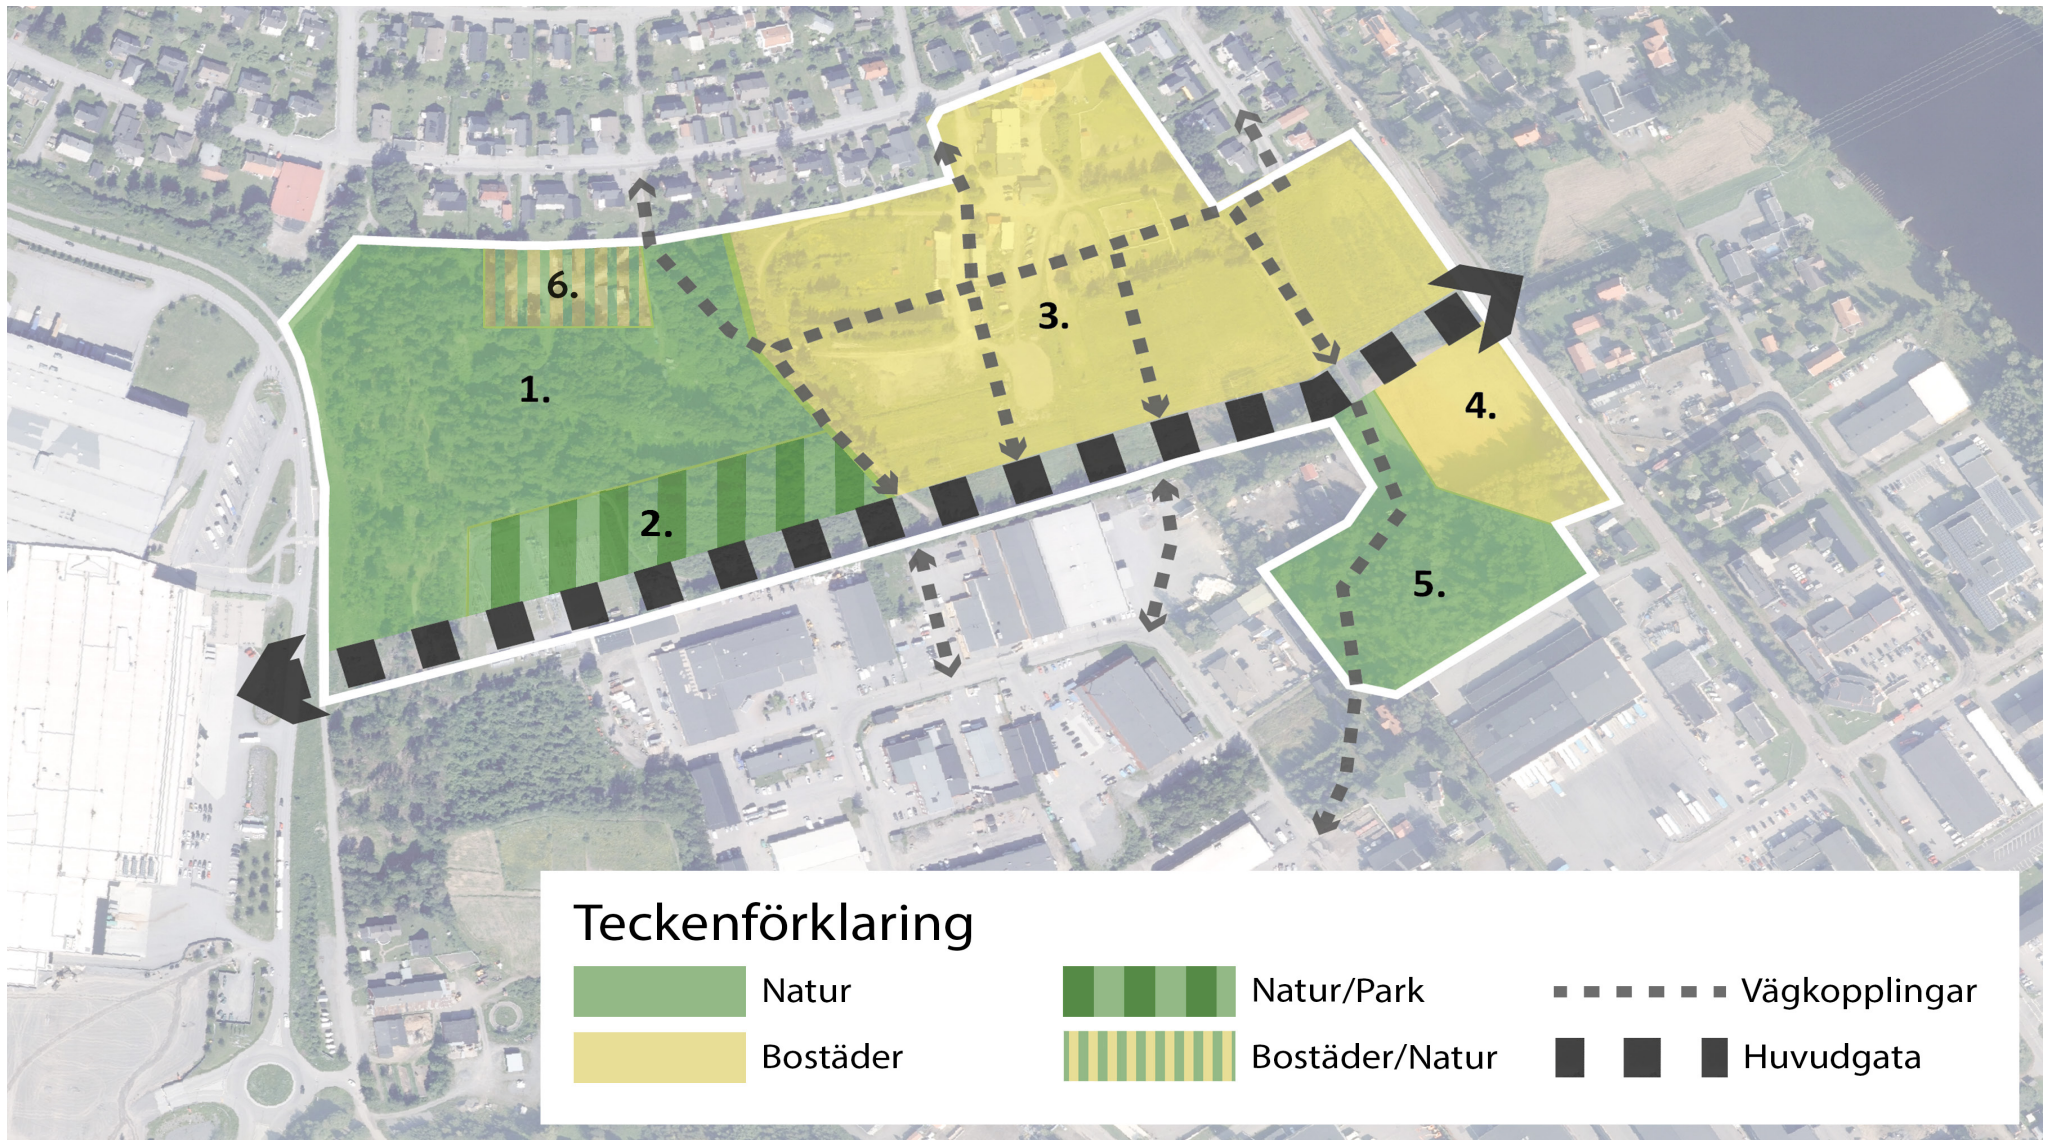 6.
3.
1.
4.
2.
5.
Teckenförklaring
Natur
Natur/Park
Vägkopplingar
Bostäder
Bostäder/Natur
Huvudgata